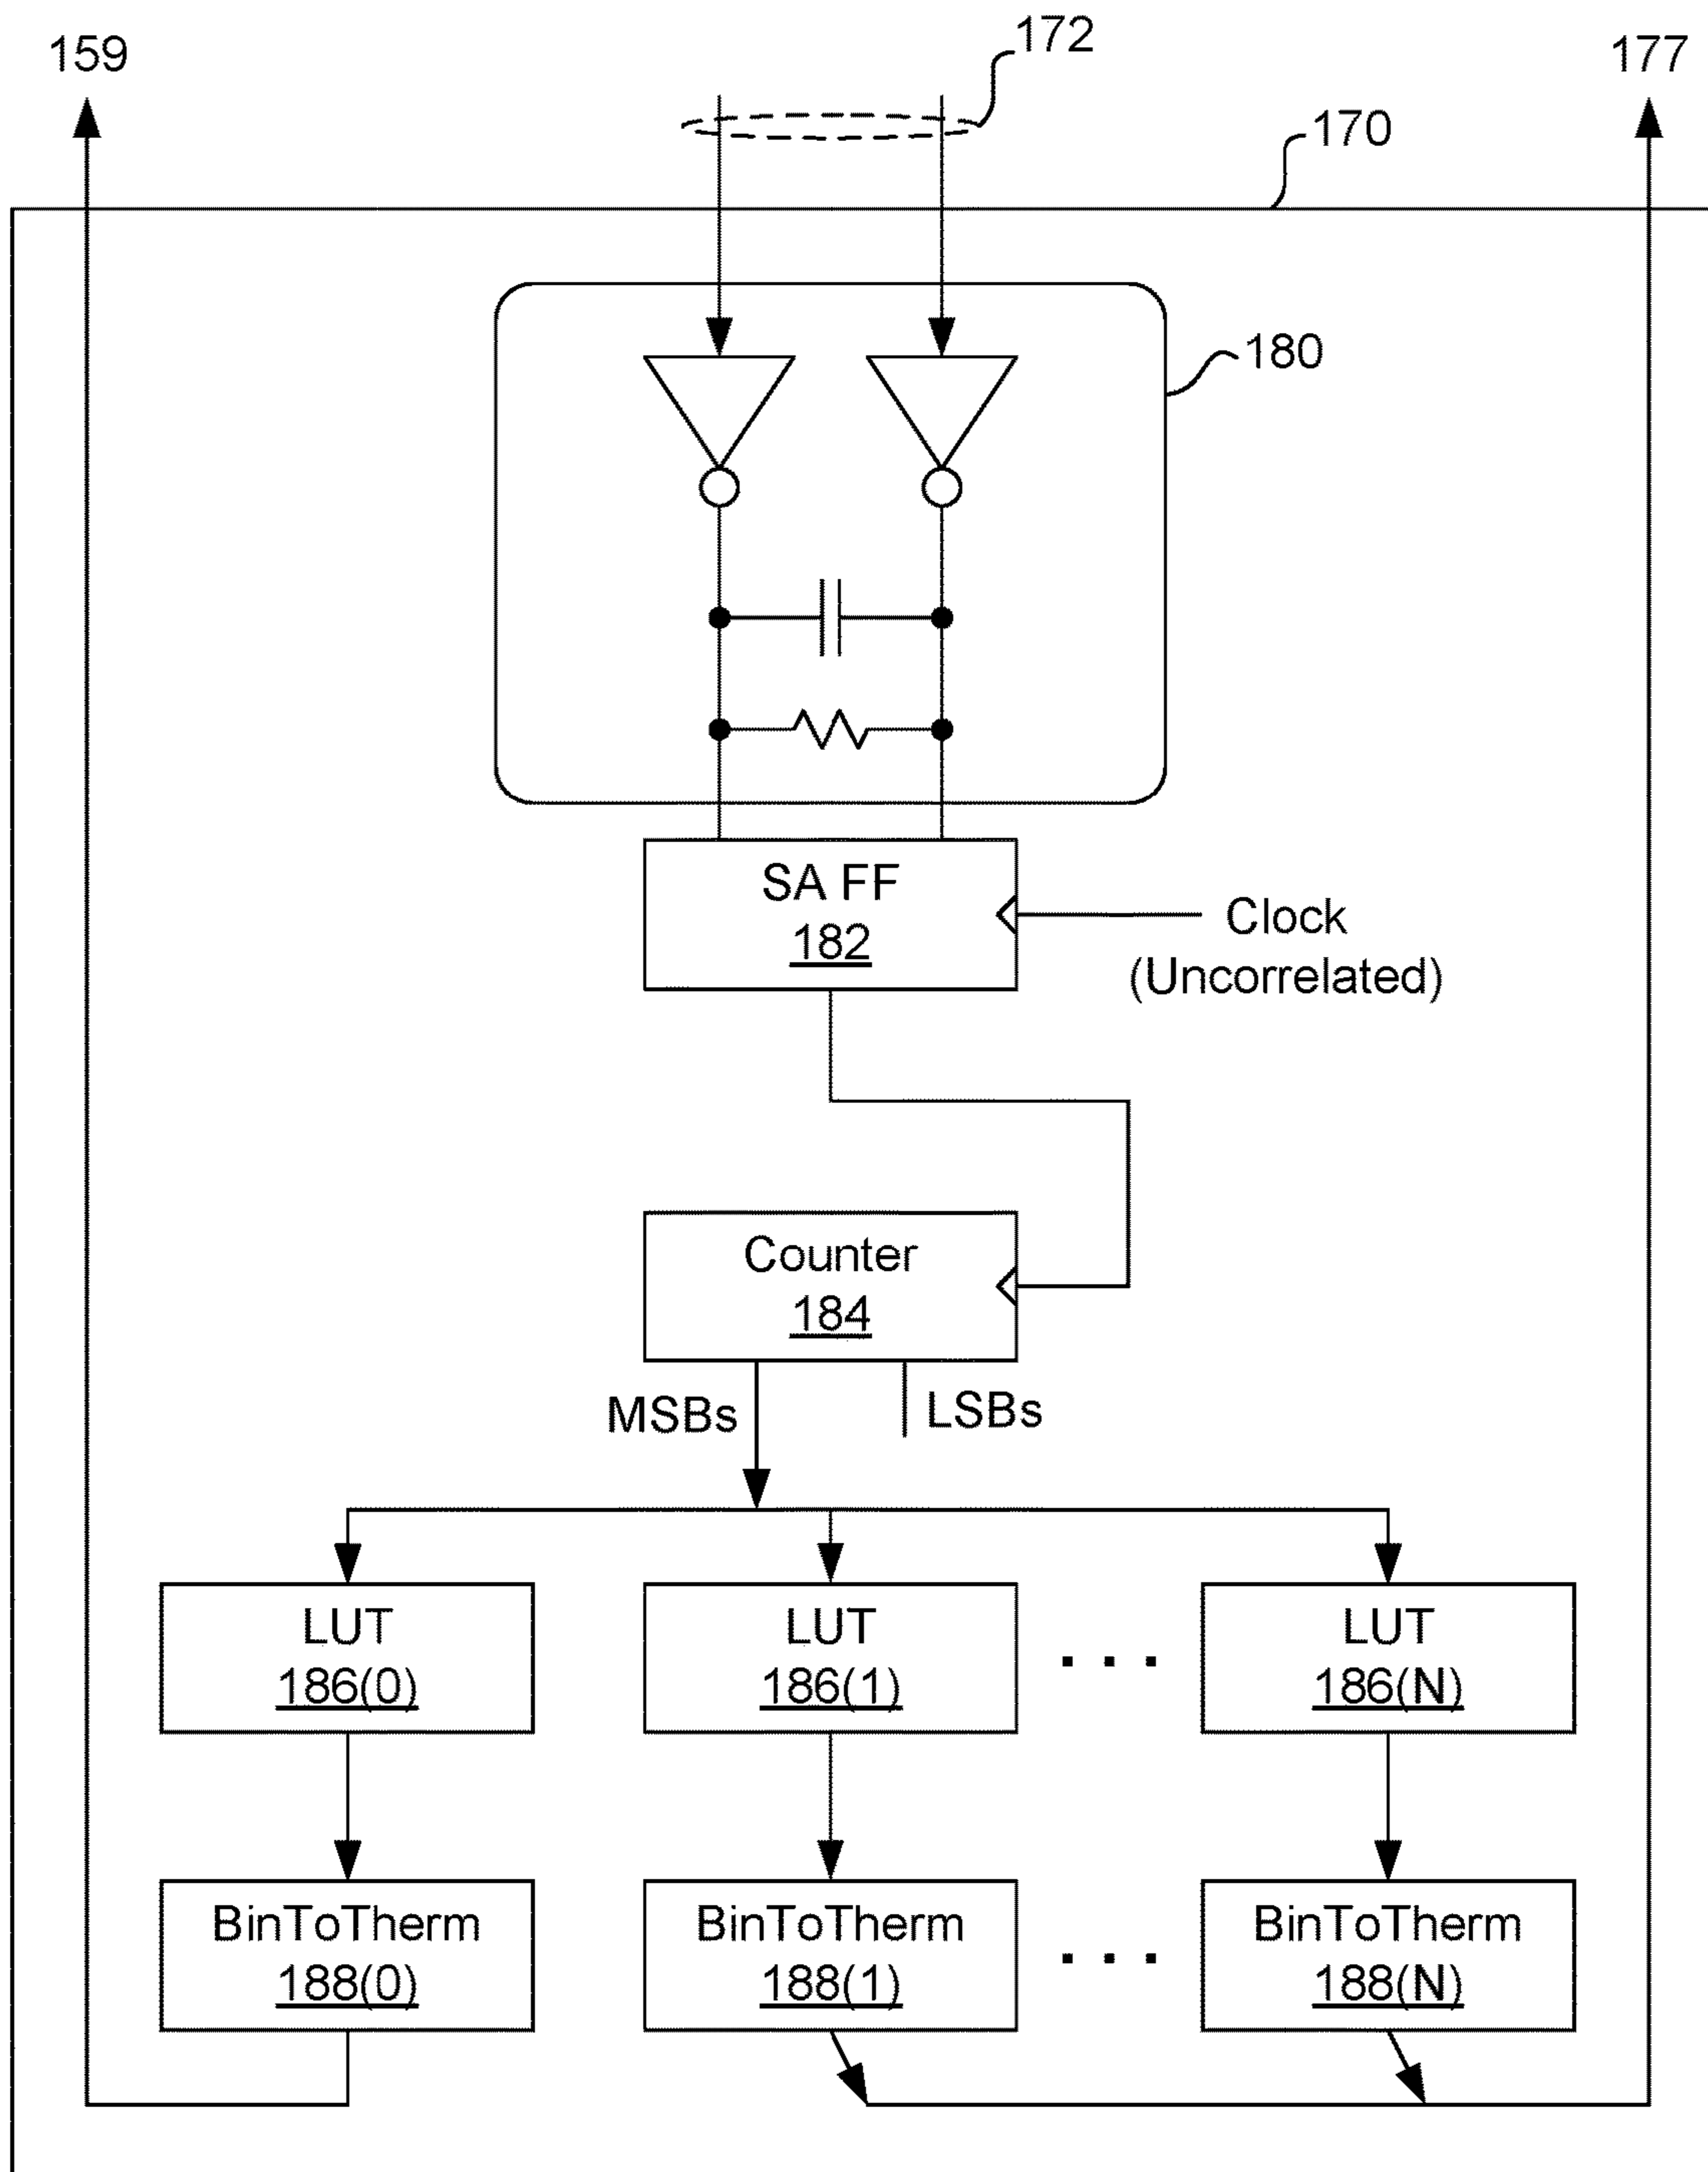 172
159
177
170
180
SA FF
182
Clock
(Uncorrelated)
Counter
184
MSBs
LSBs
LUT
186(0)
LUT
186(1)
. . .
LUT
186(N)
BinToTherm
188(0)
BinToTherm
188(1)
. . .
BinToTherm
188(N)